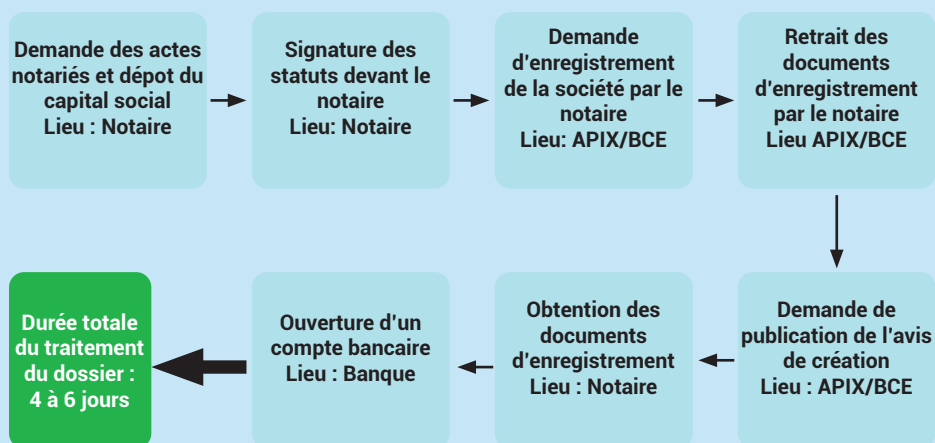 Demande des actes
notariés et dépot du
capital social
Lieu : Notaire
Signature des
statuts devant le
notaire
Lieu: Notaire
Demande
d'enregistrement
de la société par le
notaire
Lieu: APIX/BCE
Retrait des
documents
d'enregistrement
par le notaire
Lieu APIX/BCE
Demande de
publication de l'avis
de création
Lieu : APIX/BCE
Obtention des
documents
d'enregistrement
Lieu : Notaire
Ouverture d'un
compte bancaire
Lieu : Banque
Durée totale
du traitement
du dossier :
4 à 6 jours